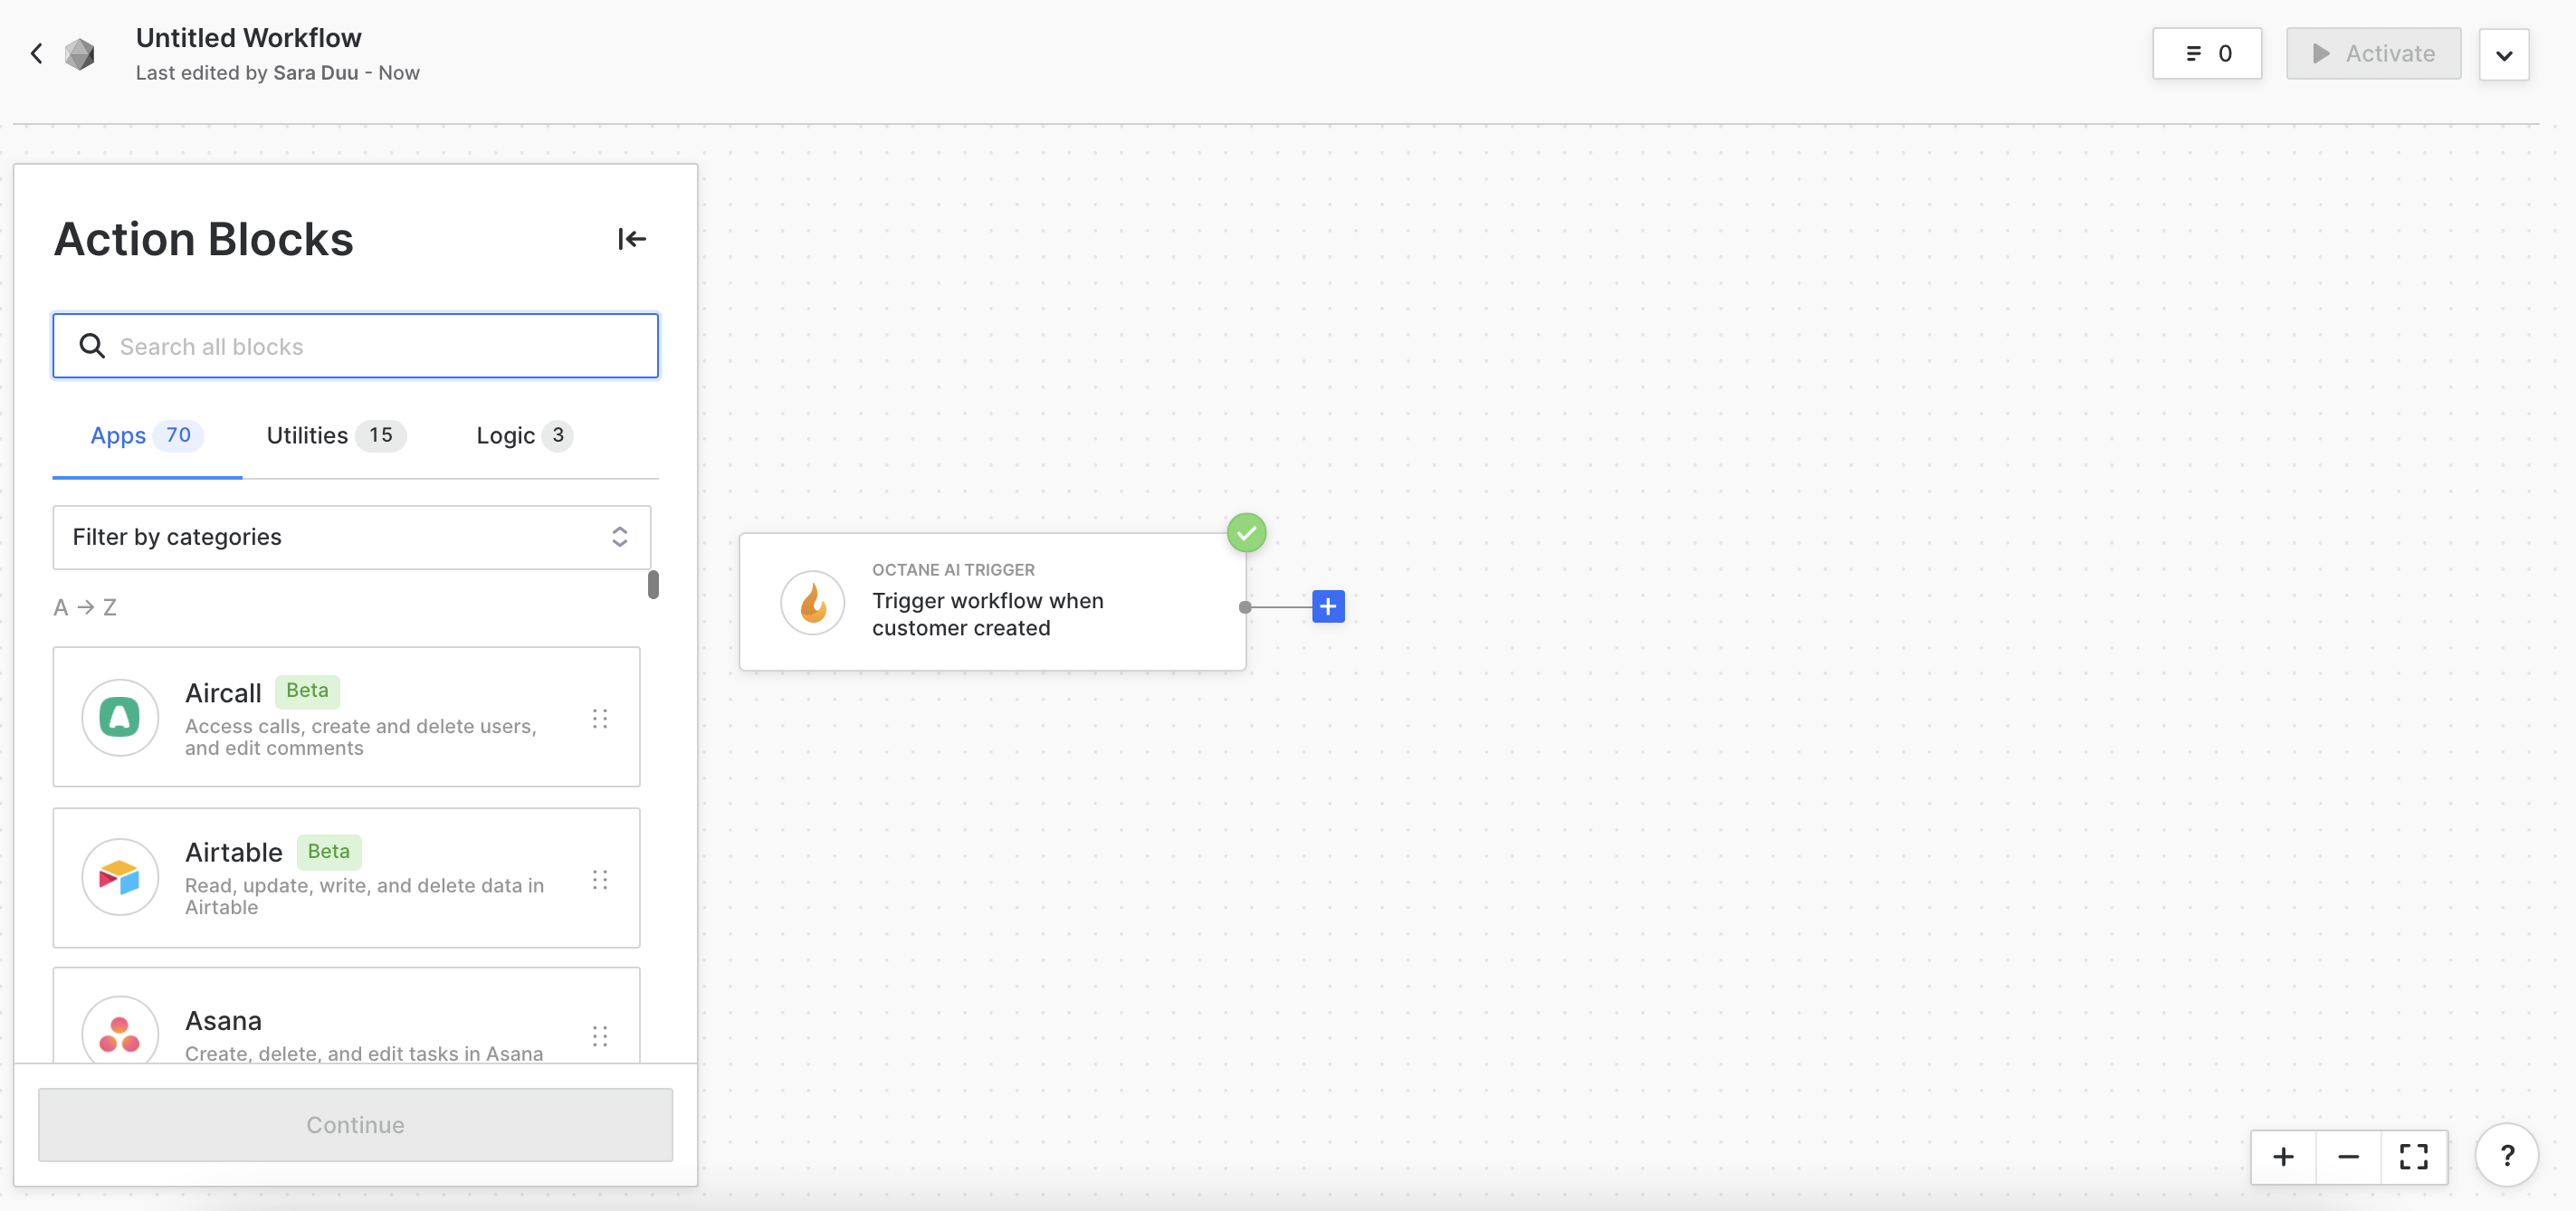 Untitled Workflow
Last edited by Sara Duu - Now
0
Activate
Action Blocks
Search all blocks
Apps 70
Utilities 15
Logic 3
Filter by categories
A → Z
Aircall Beta
Access calls, create and delete users,
and edit comments
Airtable Beta
Read, update, write, and delete data in
Airtable
Asana
Create, delete, and edit tasks in Asana
Continue
OCTANE AI TRIGGER
Trigger workflow when
customer created
?